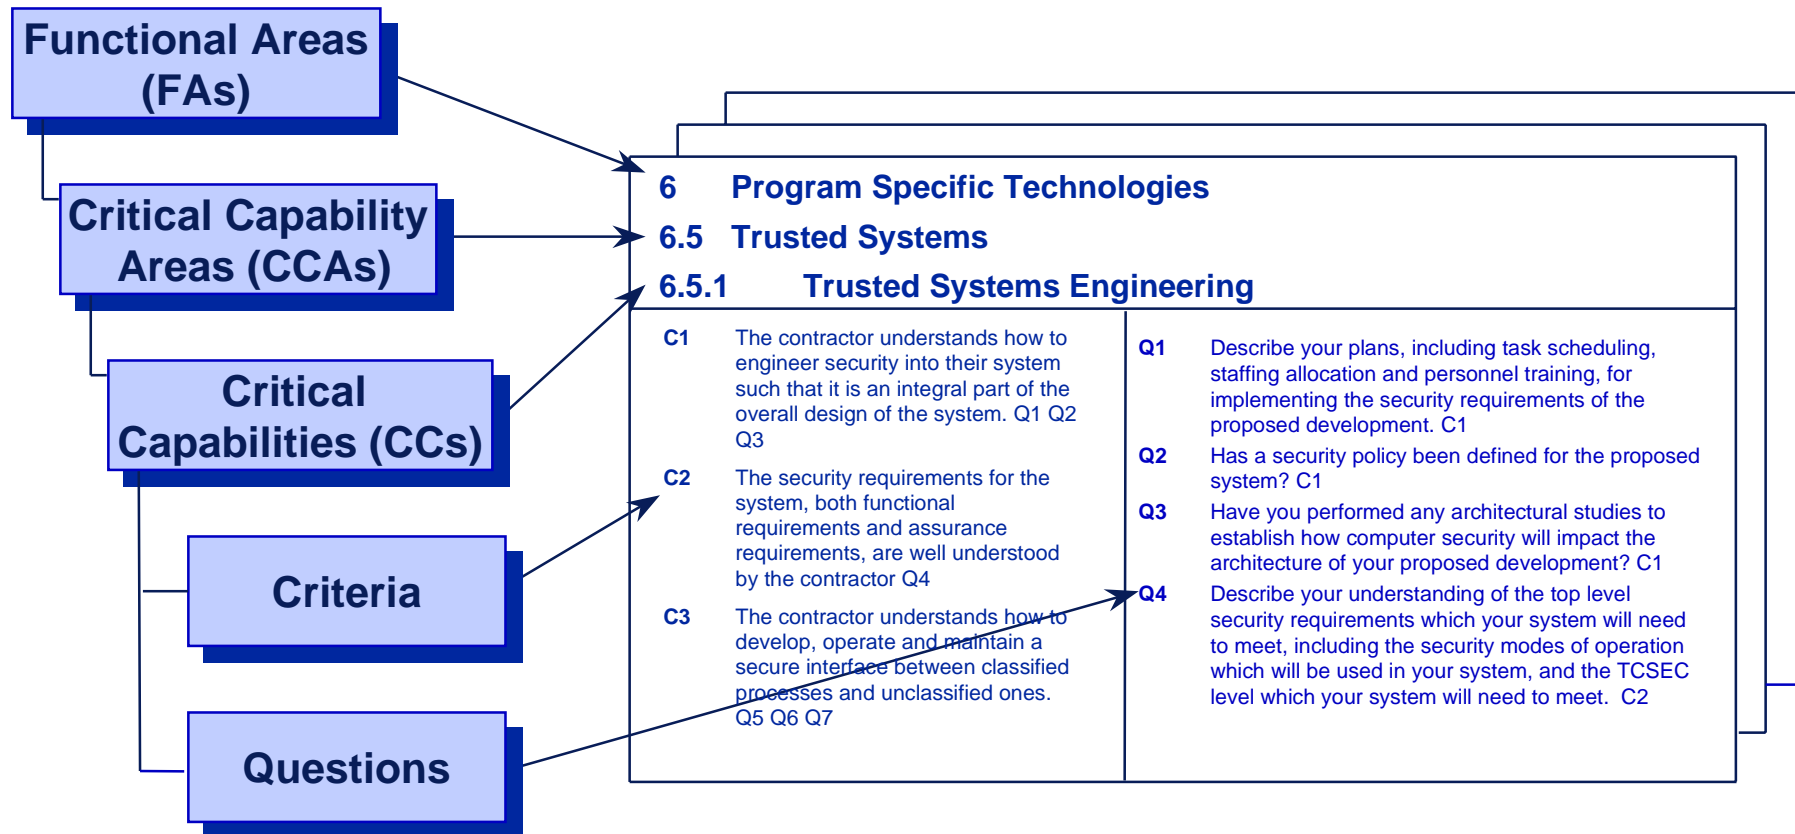 Functional Areas
(FAs)
Critical Capability
Areas (CCAs)
Critical
Capabilities (CCs)
Criteria
Questions
6 Program Specific Technologies
6.5 Trusted Systems
6.5.1 Trusted Systems Engineering
C1 The contractor understands how to
engineer security into their system
such that it is an integral part of the
overall design of the system. Q1 Q2
Q3
C2 The security requirements for the
system, both functional
requirements and assurance
requirements, are well understood
by the contractor Q4
C3 The contractor understands how to
develop, operate and maintain a
secure interface between classified
processes and unclassified ones.
Q5 Q6 Q7
Q1 Describe your plans, including task scheduling,
staffing allocation and personnel training, for
implementing the security requirements of the
proposed development. C1
Q2 Has a security policy been defined for the proposed
system? C1
Q3 Have you performed any architectural studies to
establish how computer security will impact the
architecture of your proposed development? C1
Q4 Describe your understanding of the top level
security requirements which your system will need
to meet, including the security modes of operation
which will be used in your system, and the TCSEC
level which your system will need to meet. C2